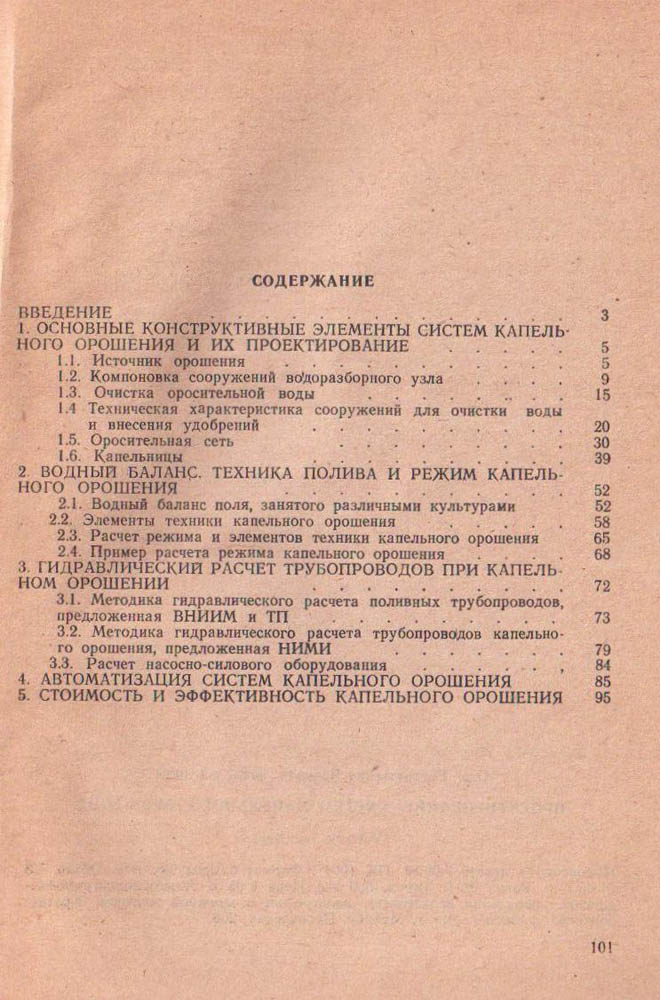 СОДЕРЖАНИЕ
ВВЕДЕНИЕ . . . . . . . . . . . . . . 3
1. ОСНОВНЫЕ КОНСТРУКТИВНЫЕ ЭЛЕМЕНТЫ СИСТЕМ КАПЕЛЬ-
НОГО ОРОШЕНИЯ И ИХ ПРОЕКТИРОВАНИЕ . . . . . 5
1.1. Источник орошения . . . . . . . . . . . 5
1.2. Компоновка сооружений водоразборного узла . . . . 9
1.3. Очистка оросительной воды . . . . . . . . 15
1.4 Техническая характеристика сооружений для очистки воды
и внесения удобрений . . . . . . . . . . 20
1.5. Оросительная сеть . . . . . . . . . 30
1.6. Капельницы . . . . . . . . . . . . 39
2. ВОДНЫЙ БАЛАНС. ТЕХНИКА ПОЛИВА И РЕЖИМ КАПЕЛЬ-
НОГО ОРОШЕНИЯ . . . . . . . . . . . 52
2.1. Водный баланс поля, занятого различными культурами 52
2.2. Элементы техники капельного орошения . . . . . . 58
2.3. Расчет режима и элементов техники капельного орошения 65
2.4. Пример расчета режима капельного орошения . . . . 68
3. ГИДРАВЛИЧЕСКИЙ РАСЧЕТ ТРУБОПРОВОДОВ ПРИ КАПЕЛЬ-
НОМ ОРОШЕНИИ . . . . . . . . . . 72
3.1. Методика гидравлического расчета поливных трубопроводов,
предложенная ВНИИМ и ТП . . . . . . . . . 73
3.2. Методика гидравлического расчета трубопроводов капельно-
го орошения, предложенная НИМИ . . . . . . . . 79
3.3. Расчет насосно-силового оборудования . . . . . . 84
4. АВТОМАТИЗАЦИЯ СИСТЕМ КАПЕЛЬНОГО ОРОШЕНИЯ . . 85
5. СТОИМОСТЬ И ЭФФЕКТИВНОСТЬ КАПЕЛЬНОГО ОРОШЕНИЯ 95
101